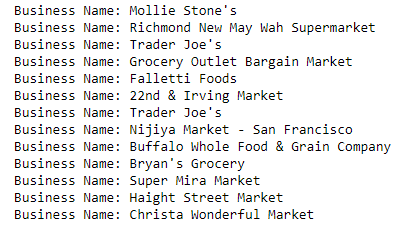 Business Name: Mollie Stone's
Business Name: Richmond New May Wah Supermarket
Business Name: Trader Joe's
Business Name: Grocery Outlet Bargain Market
Business Name: Falletti Foods
Business Name: 22nd & Irving Market
Business Name: Trader Joe's
Business Name: Nijiya Market - San Francisco
Business Name: Buffalo Whole Food & Grain Company
Business Name: Bryan's Grocery
Business Name: Super Mira Market
Business Name: Haight Street Market
Business Name: Christa Wonderful Market